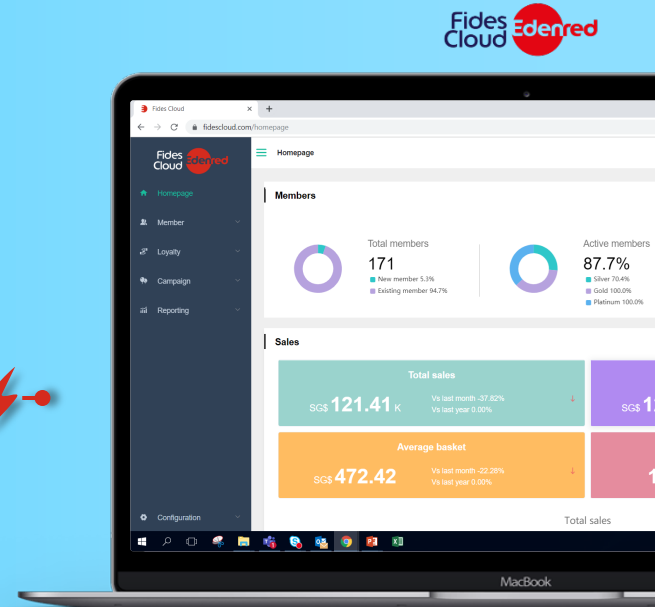 Fides
Cloud
Edenred
Fides Cloud
fidescloud.com/homepage
Fides
Cloud
Edenred
Homepage
Homepage
Member
Loyalty
Campaign
Reporting
Configuration
Members
Total members
171
New member 5.3%
Existing member 94.7%
Active members
87.7%
Silver 70.4%
Gold 100.0%
Platinum 100.0%
Sales
Total sales
SG$ 121.41 K
Vs last month -37.82%
Vs last year 0.00%
SG$
Average basket
SG$ 472.42
Vs last month -22.28%
Vs last year 0.00%
Total sales
MacBook